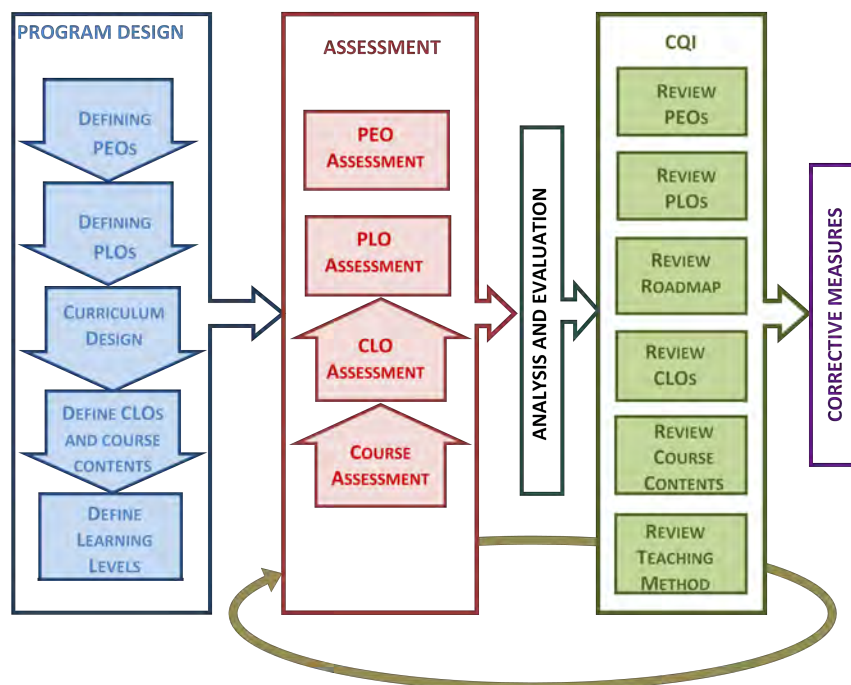 PROGRAM DESIGN
DEFINING
PEOS
DEFINING
PLOS
CURRICULUM
DESIGN
DEFINE CLOS
AND COURSE
CONTENTS
DEFINE
LEARNING
LEVELS
ASSESSMENT
PEO
ASSESSMENT
PLO
ASSESSMENT
CLO
ASSESSMENT
COURSE
ASSESSMENT
ANALYSIS AND EVALUATION
CQI
REVIEW
PEOS
REVIEW
PLOS
REVIEW
ROADMAP
REVIEW
CLOS
REVIEW
COURSE
CONTENTS
REVIEW
TEACHING
METHOD
CORRECTIVE MEASURES